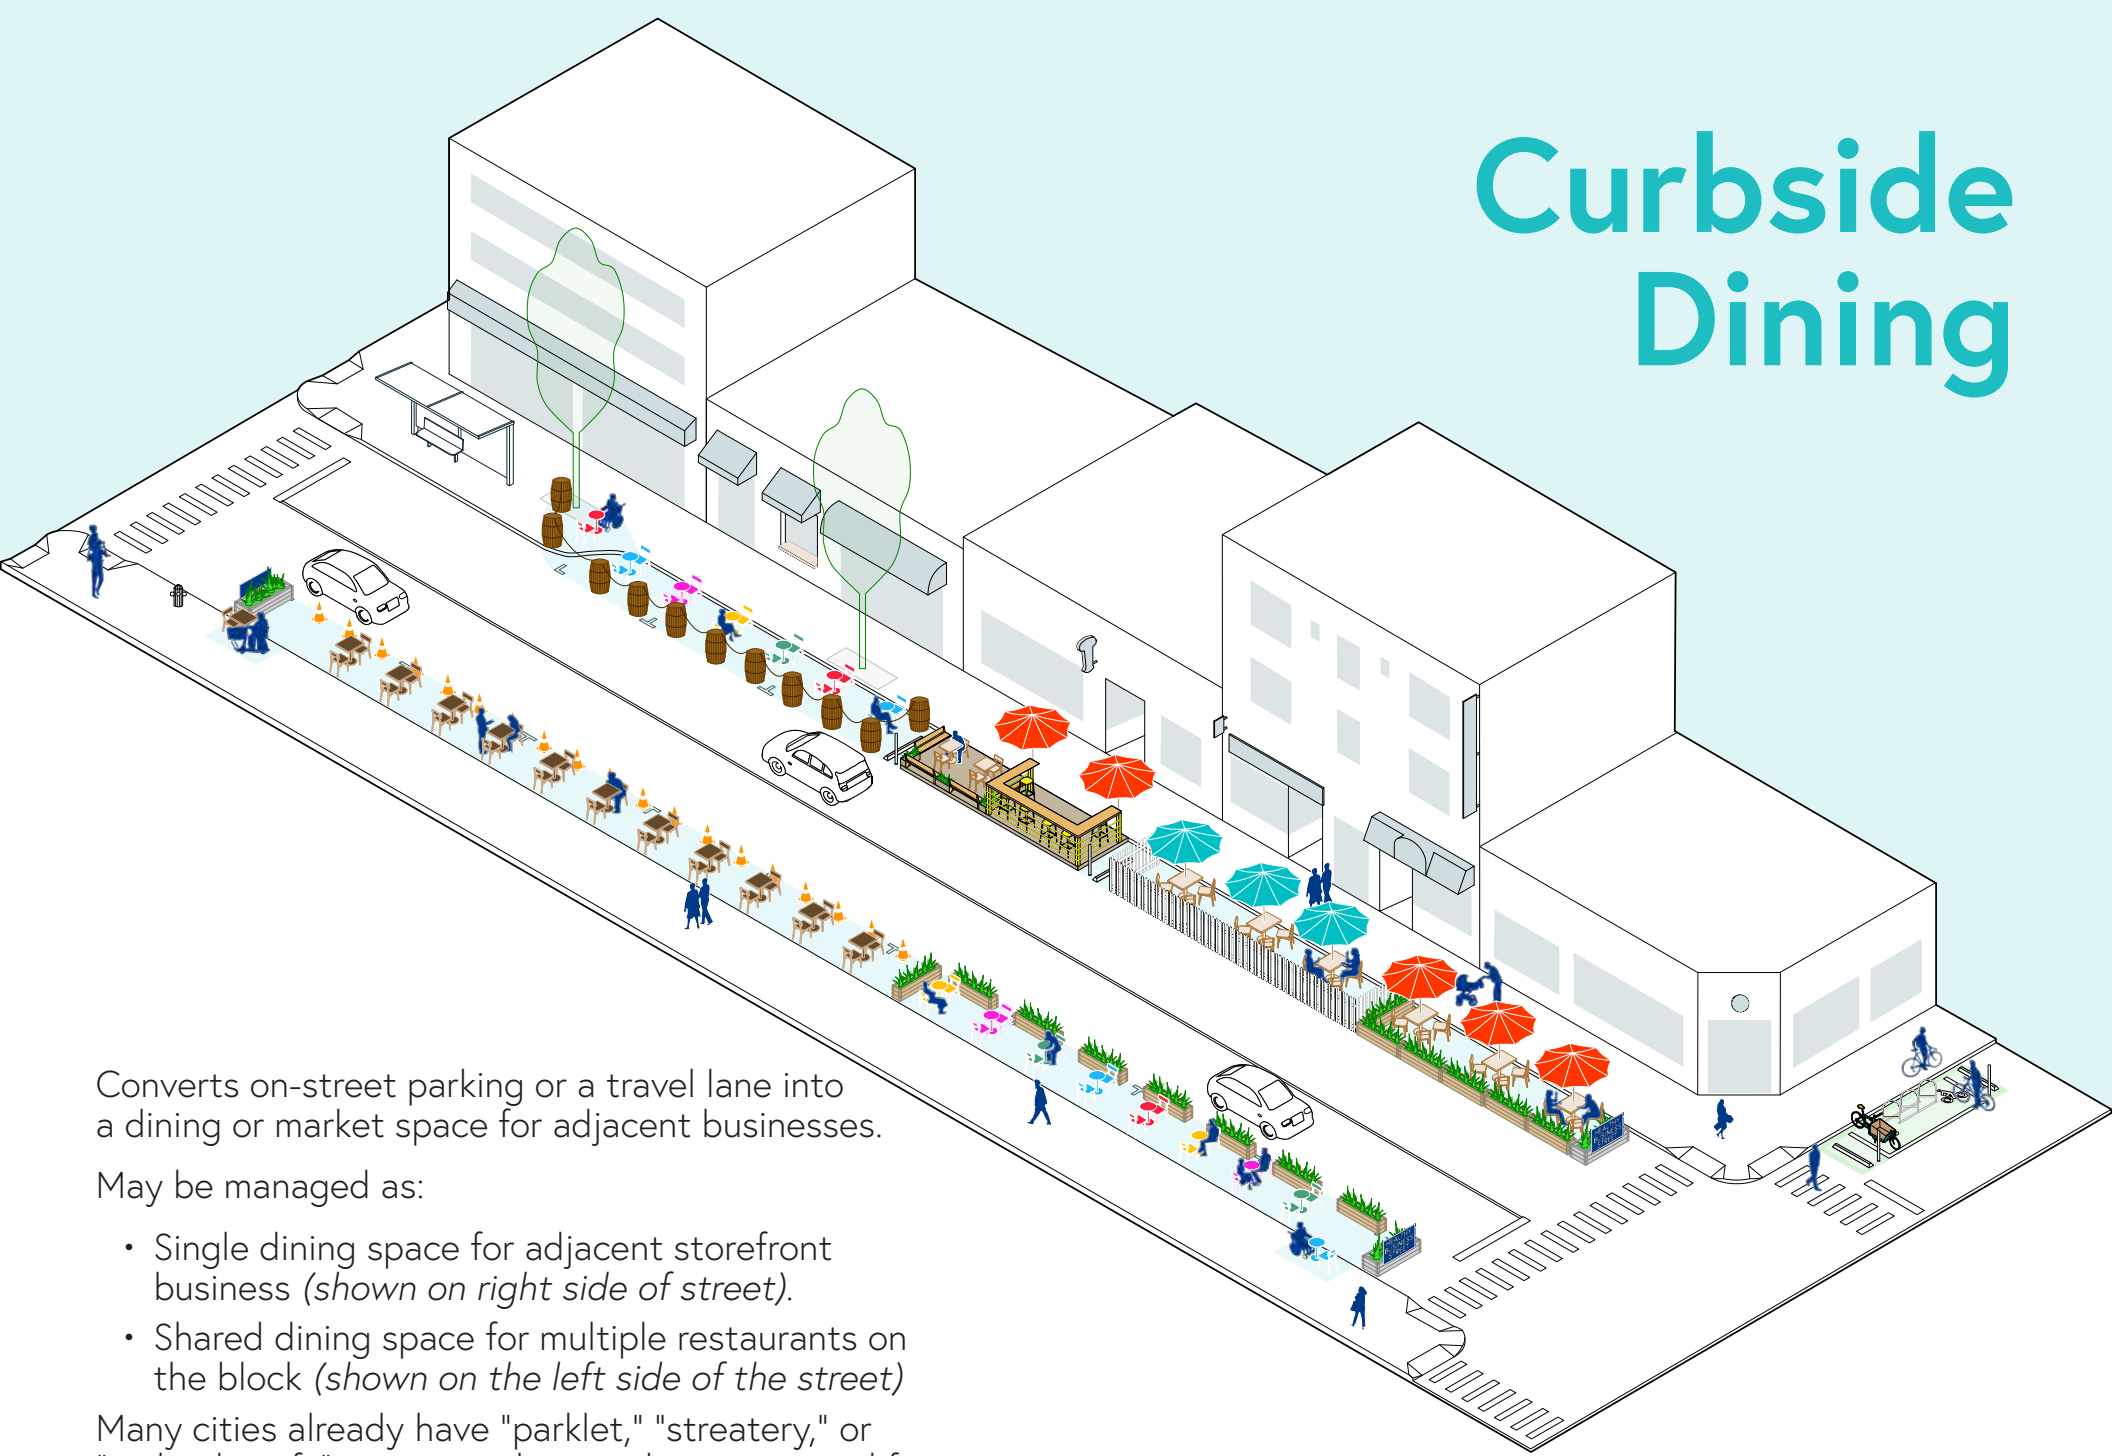 Curbside
Dining
Converts on-street parking or a travel lane into
a dining or market space for adjacent businesses.
May be managed as:
• Single dining space for adjacent storefront
business (shown on right side of street).
• Shared dining space for multiple restaurants on
the block (shown on the left side of the street)
Many cities already have "parklet," "streatery," or